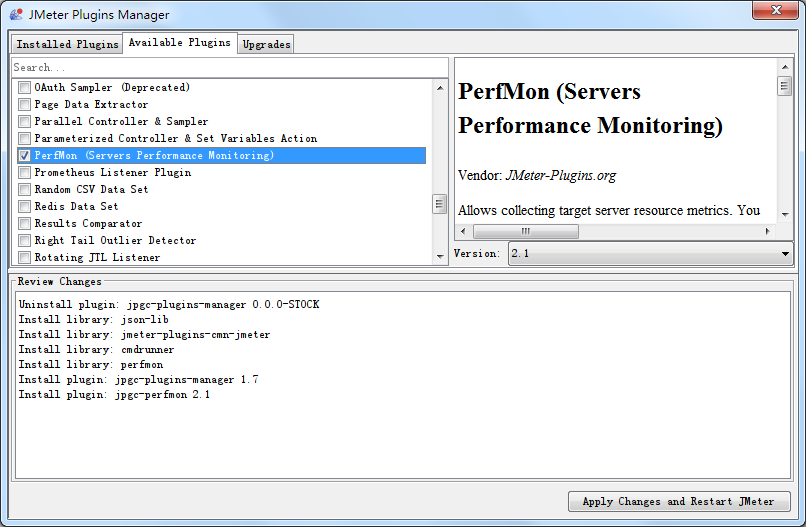 JMeter Plugins Manager
Installed Plugins
Available Plugins
Upgrades
Search...
OAuth Sampler (Deprecated)
Page Data Extractor
Parallel Controller & Sampler
Parameterized Controller & Set Variables Action
PerfMon (Servers Performance Monitoring)
Prometheus Listener Plugin
Random CSV Data Set
Redis Data Set
Results Comparator
Right Tail Outlier Detector
Rotating JTL Listener
PerfMon (Servers
Performance Monitoring)
Vendor: JMeter-Plugins.org
Allows collecting target server resource metrics. You
Version: 2.1
Review Changes
Uninstall plugin: jpgc-plugins-manager 0.0.0-STOCK
Install library: json-lib
Install library: jmeter-plugins-cmn-jmeter
Install library: cmdrunner
Install library: perfmon
Install plugin: jpgc-plugins-manager 1.7
Install plugin: jpgc-perfmon 2.1
Apply Changes and Restart JMeter